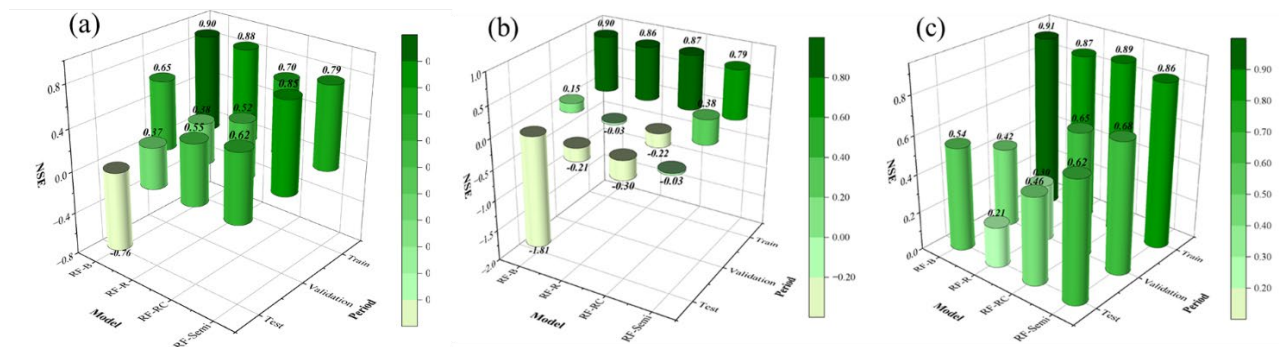 (a)
0.90
0.88
0.65
0.70
0.79
0.85
0.38
0.52
0.37
0.55
0.62
-0.76
0.8
0.4
0.0
-0.4
-0.8
NSE
RF-B
RF-R
RF-RC
RF-Semi
Model
Test
Validation
Train
Period
(b)
0.90
0.86
0.87
0.79
0.15
-0.03
-0.22
0.38
-0.21
-0.30
-0.03
-1.81
1.0
0.5
0.0
-0.5
-1.0
-1.5
-2.0
NSE
RF-B
RF-R
RF-RC
RF-Semi
Model
Test
Validation
Train
Period
0.80
0.60
0.40
0.20
0.00
-0.20
(c)
0.91
0.87
0.89
0.86
0.54
0.42
0.65
0.68
0.62
0.46
0.21
0.8
0.6
0.4
0.2
0.0
NSE
RF-B
RF-R
RF-RC
RF-Semi
Model
Test
Validation
Train
Period
0.90
0.80
0.70
0.60
0.50
0.40
0.30
0.20